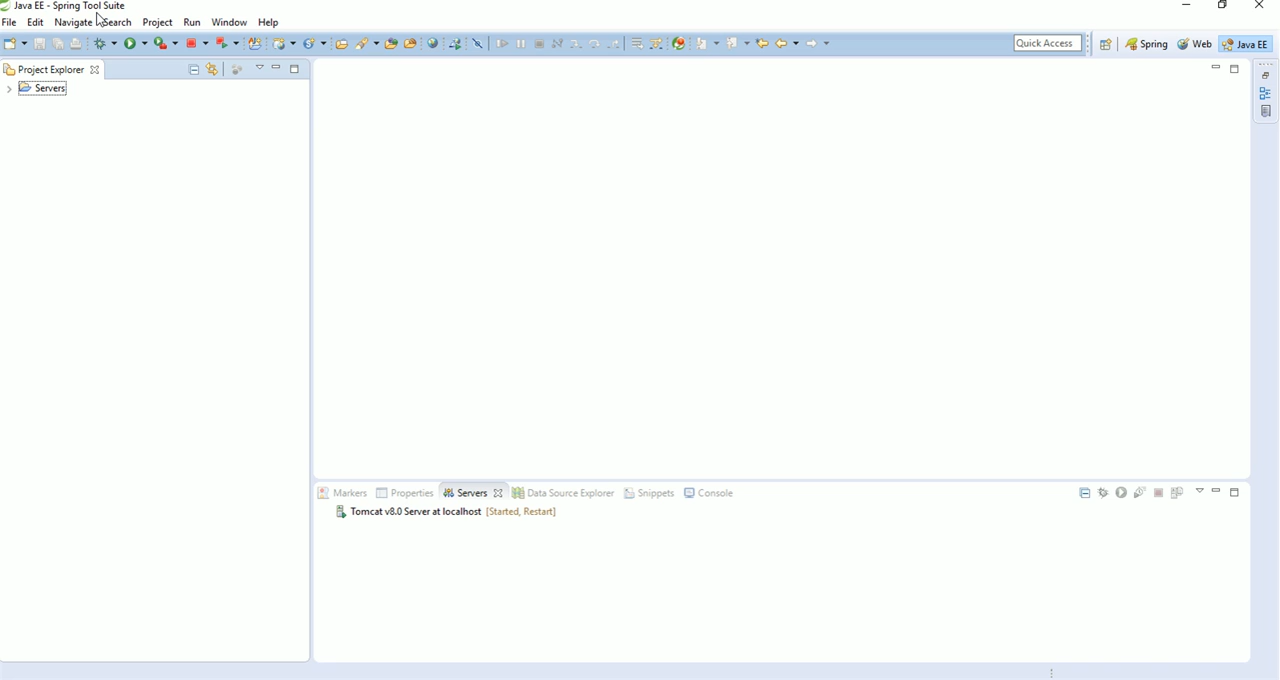 Java EE - Spring Tool Suite
File Edit Navigate Search Project Run Window Help
Quick Access Spring Web Java EE
Project Explorer
Servers
Markers Properties Servers Data Source Explorer Snippets Console
Tomcat v8.0 Server at localhost [Started, Restart]